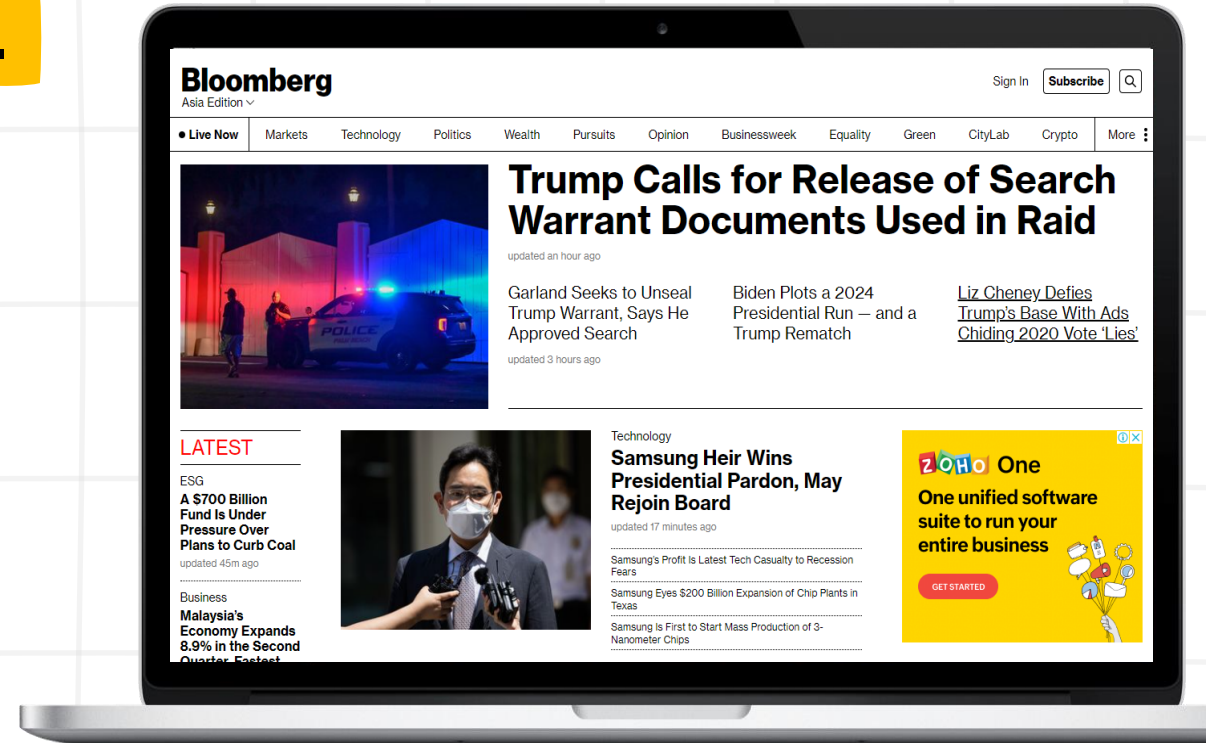 Bloomberg
Asia Edition
Sign In
Subscribe
Live Now
Markets
Technology
Politics
Wealth
Pursuits
Opinion
Businessweek
Equality
Green
CityLab
Crypto
More
Trump Calls for Release of Search
Warrant Documents Used in Raid
updated an hour ago
Garland Seeks to Unseal
Trump Warrant, Says He
Approved Search
updated 3 hours ago
Biden Plots a 2024
Presidential Run — and a
Trump Rematch
Liz Cheney Defies
Trump's Base With Ads
Chiding 2020 Vote 'Lies'
POLICE
PALM BEACH
LATEST
ESG
A $700 Billion
Fund Is Under
Pressure Over
Plans to Curb Coal
updated 45m ago
Business
Malaysia's
Economy Expands
8.9% in the Second
Quarter, Fastest
Technology
Samsung Heir Wins
Presidential Pardon, May
Rejoin Board
updated 17 minutes ago
Samsung's Profit Is Latest Tech Casualty to Recession
Fears
Samsung Eyes $200 Billion Expansion of Chip Plants in
Texas
Samsung Is First to Start Mass Production of 3-
Nanometer Chips
ZOHO One
One unified software
suite to run your
entire business
GET STARTED